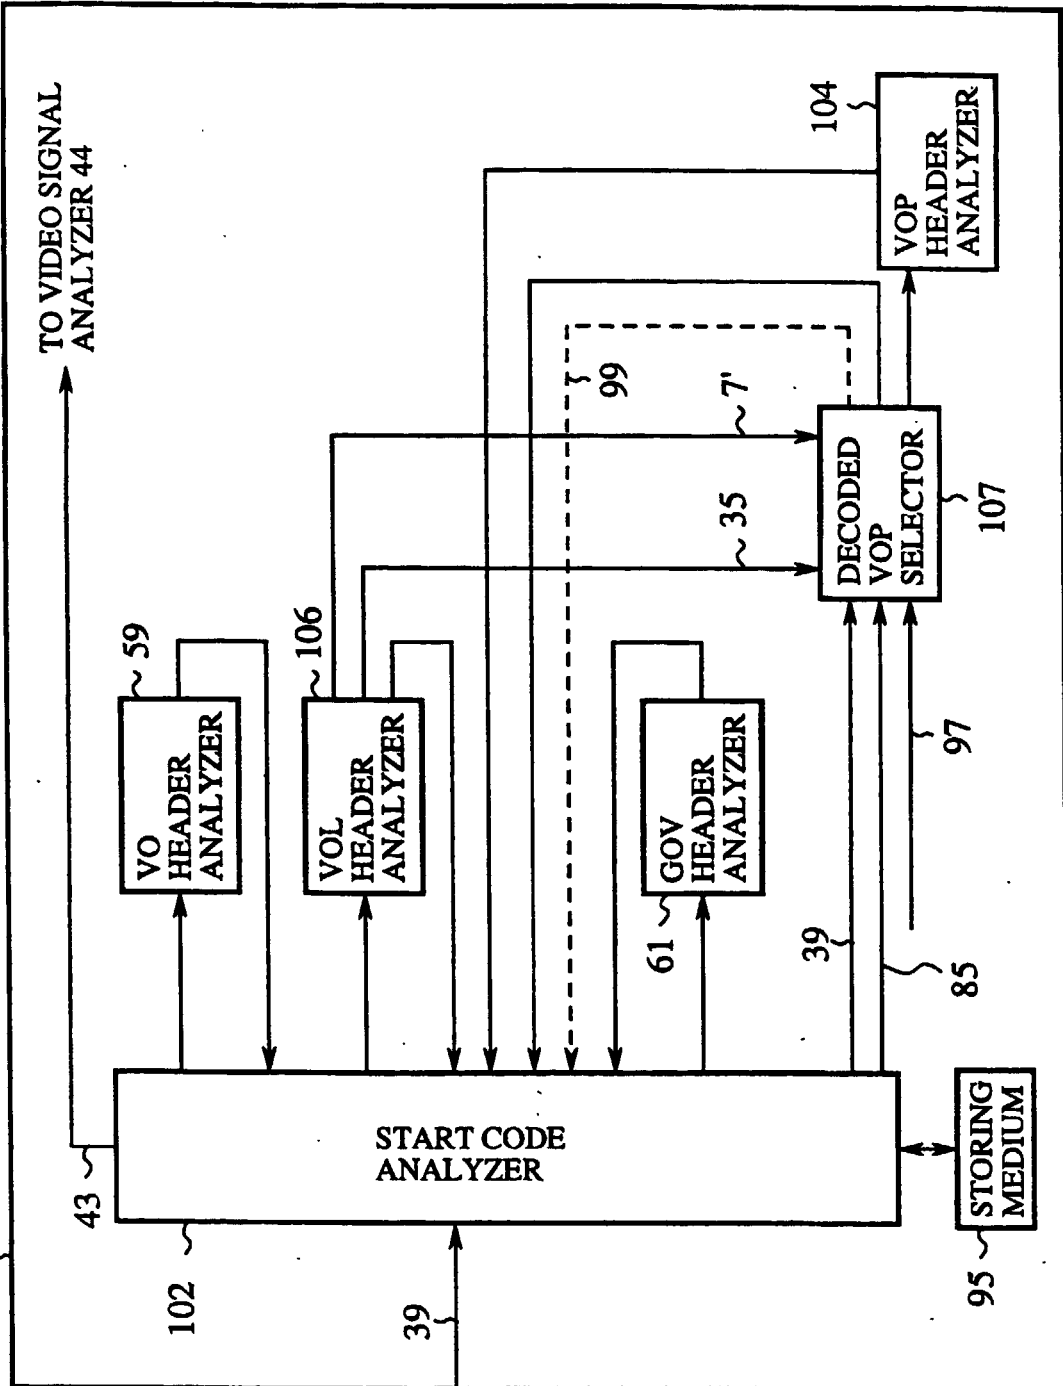 TO VIDEO SIGNAL
ANALYZER 44
43
102
39
START CODE
ANALYZER
95
STORING
MEDIUM
59
VO
HEADER
ANALYZER
106
VOL
HEADER
ANALYZER
61
GOV
HEADER
ANALYZER
39
85
97
35
7'
99
DECODED
VOP
SELECTOR
107
104
VOP
HEADER
ANALYZER